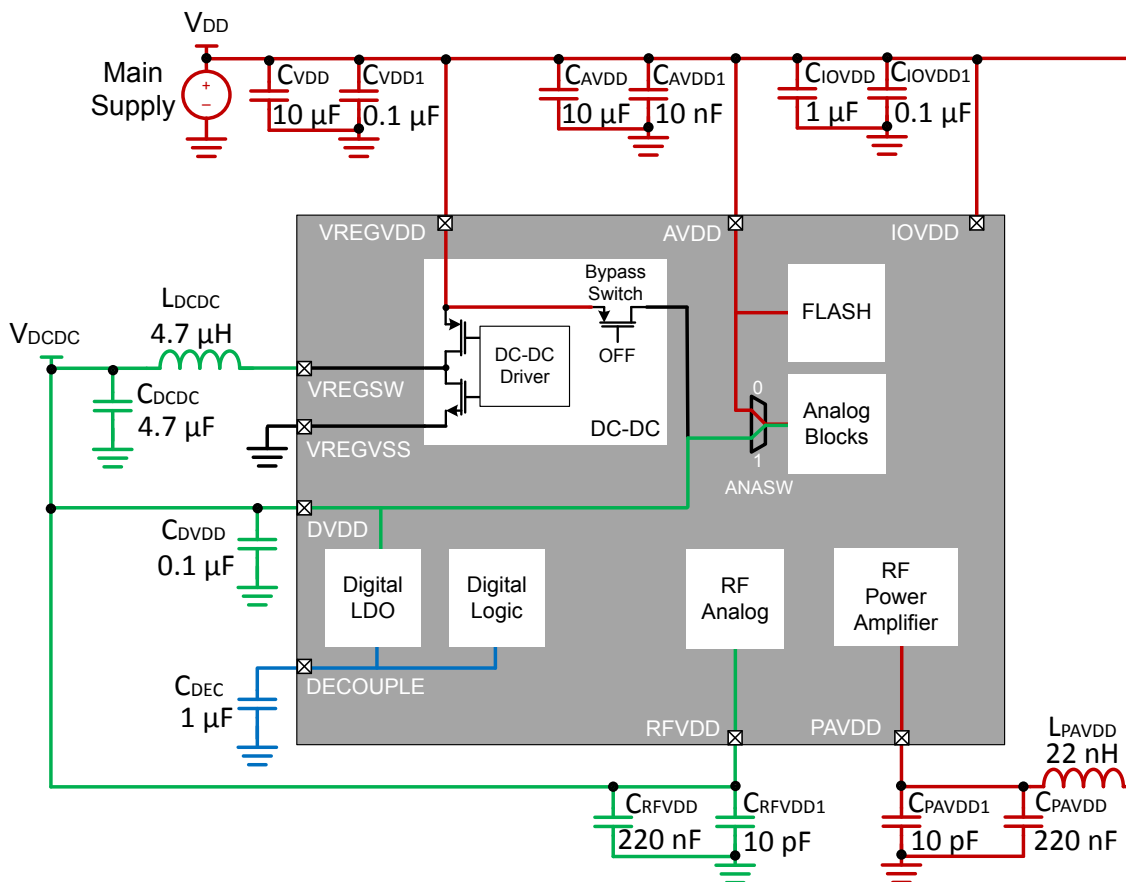 VDD
Main
Supply
+
–
CVDD
10 µF
CVDD1
0.1 µF
CAVDD
10 µF
CAVDD1
10 nF
CIOVDD
1 µF
CIOVDD1
0.1 µF
VREGVDD
AVDD
IOVDD
Bypass
Switch
OFF
DC-DC
Driver
DC-DC
FLASH
0
Analog
Blocks
1
ANASW
LDCDC
4.7 µH
VDCDC
CDCDC
4.7 µF
VREGSW
VREGVSS
CDVDD
0.1 µF
DVDD
Digital
LDO
Digital
Logic
RF
Analog
RF
Power
Amplifier
DECOUPLE
CDEC
1 µF
RFVDD
PAVDD
LPAVDD
22 nH
CRFVDD
220 nF
CRFVDD1
10 pF
CPAVDD1
10 pF
CPAVDD
220 nF